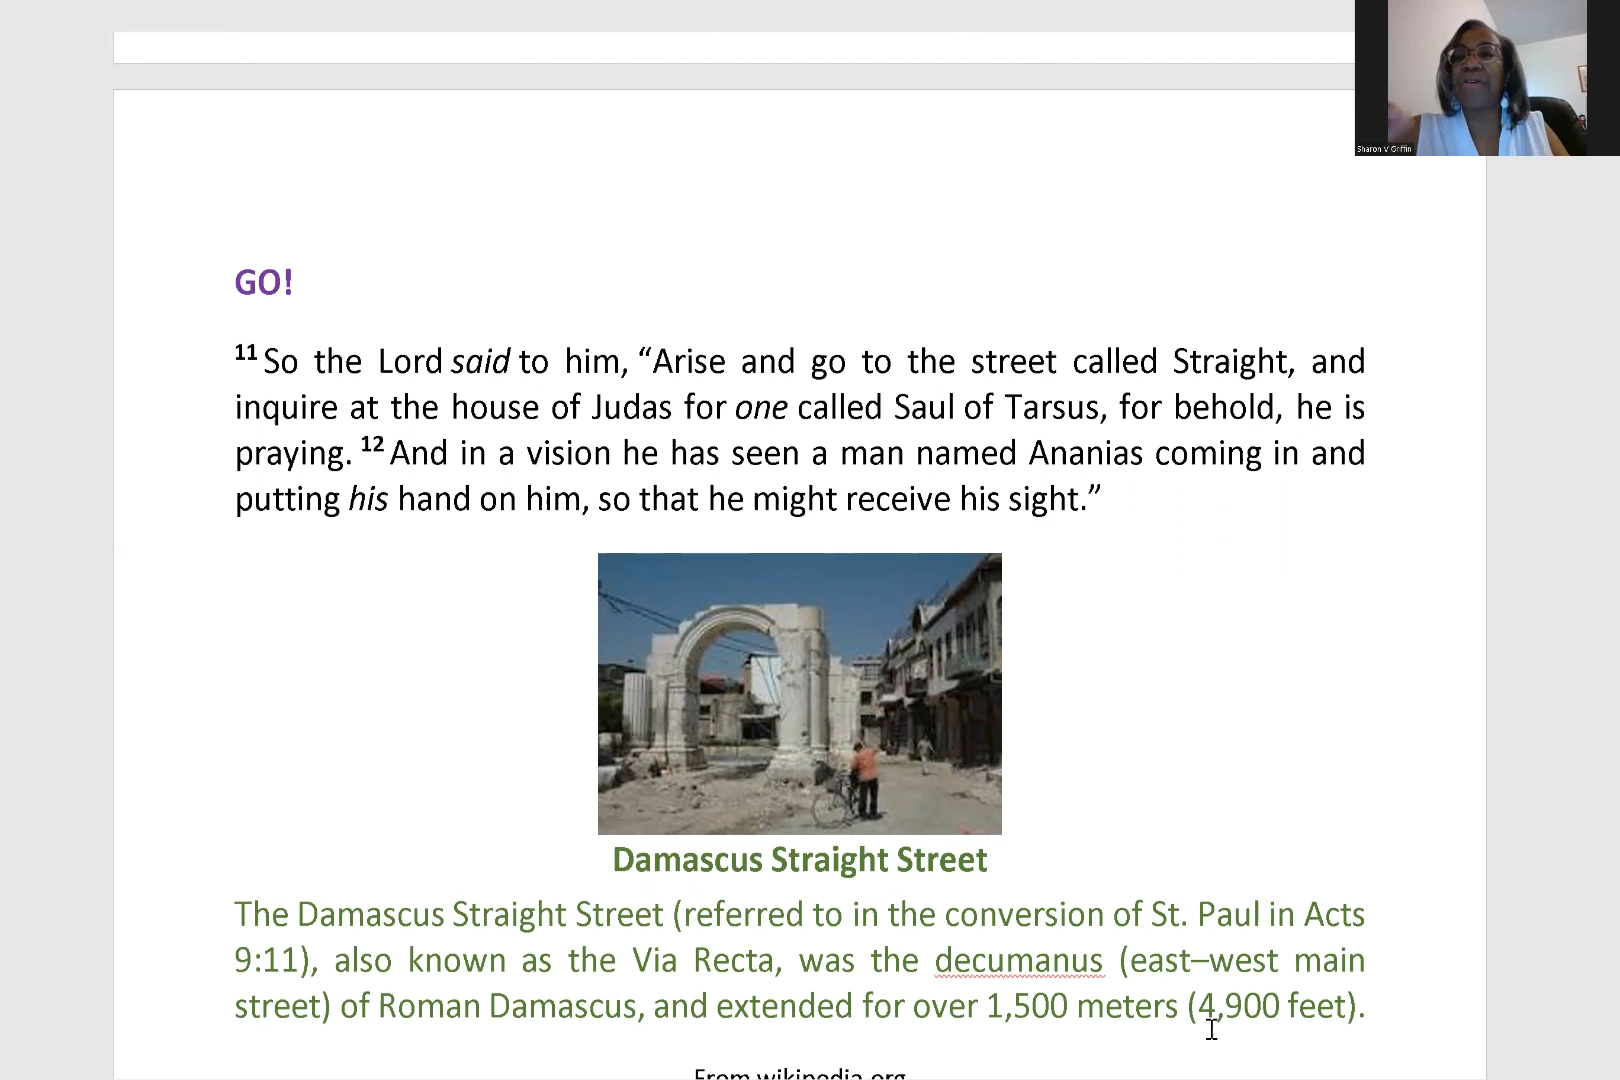 Sharon V Griffin
GO!
11 So the Lord said to him, “Arise and go to the street called Straight, and
inquire at the house of Judas for one called Saul of Tarsus, for behold, he is
praying. 12 And in a vision he has seen a man named Ananias coming in and
putting his hand on him, so that he might receive his sight.”
Damascus Straight Street
The Damascus Straight Street (referred to in the conversion of St. Paul in Acts
9:11), also known as the Via Recta, was the decumanus (east–west main
street) of Roman Damascus, and extended for over 1,500 meters (4,900 feet).
From wikipedia.org